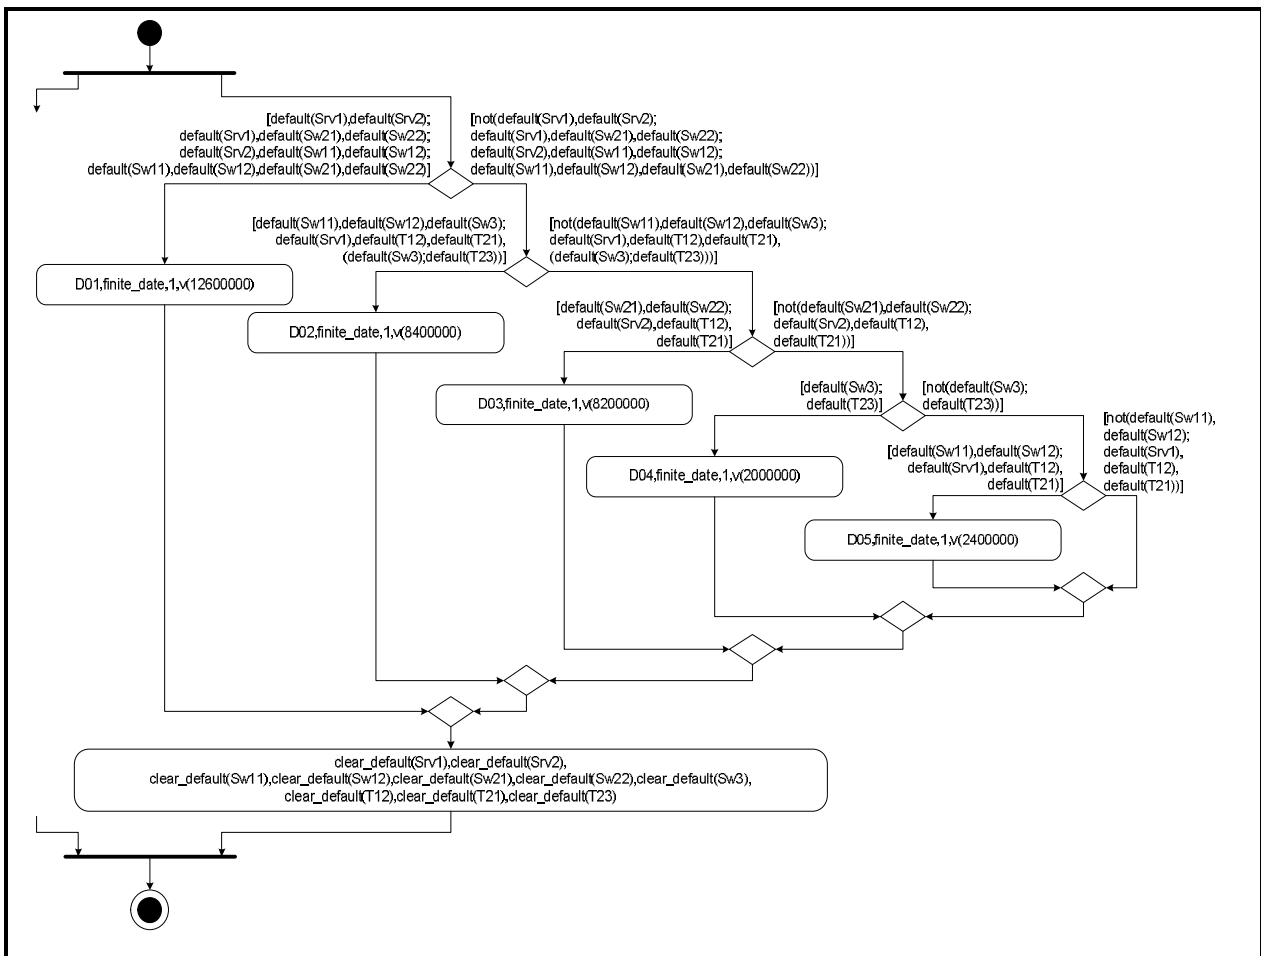 [default(Srv1),default(Srv2);
default(Srv1),default(Sw21),default(Sw22);
default(Srv2),default(Sw11),default(Sw12);
default(Sw11),default(Sw12),default(Sw21),default(Sw22)]
[not(default(Srv1),default(Srv2);
default(Srv1),default(Sw21),default(Sw22);
default(Srv2),default(Sw11),default(Sw12);
default(Sw11),default(Sw12),default(Sw21),default(Sw22))]
[default(Sw11),default(Sw12),default(Sw3);
default(Srv1),default(T12),default(T21),
(default(Sw3);default(T23))]
[not(default(Sw11),default(Sw12),default(Sw3);
default(Srv1),default(T12),default(T21),
(default(Sw3);default(T23)))]
D01,finite_date,1,v(12600000)
D02,finite_date,1,v(8400000)
[default(Sw21),default(Sw22);
default(Srv2),default(T12),
default(T21)]
[not(default(Sw21),default(Sw22);
default(Srv2),default(T12),
default(T21))]
D03,finite_date,1,v(8200000)
[default(Sw3);
default(T23)]
[not(default(Sw3);
default(T23))]
D04,finite_date,1,v(2000000)
[default(Sw11),default(Sw12);
default(Srv1),default(T12),
default(T21)]
[not(default(Sw11),
default(Sw12);
default(Srv1),
default(T12),
default(T21))]
D05,finite_date,1,v(2400000)
clear_default(Srv1),clear_default(Srv2),
clear_default(Sw11),clear_default(Sw12),clear_default(Sw21),clear_default(Sw22),clear_default(Sw3),
clear_default(T12),clear_default(T21),clear_default(T23)